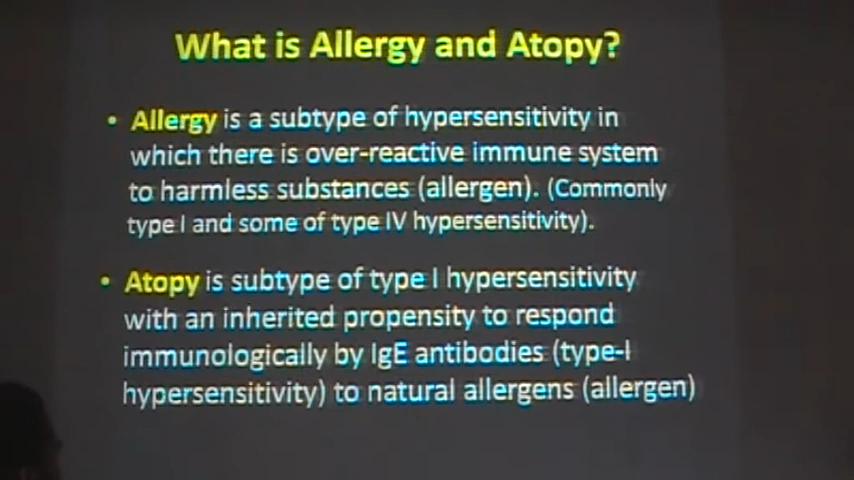 What is Allergy and Atopy?
• Allergy is a subtype of hypersensitivity in
which there is over-reactive immune system
to harmless substances (allergen). (Commonly
type I and some of type IV hypersensitivity).
• Atopy is subtype of type I hypersensitivity
with an inherited propensity to respond
immunologically by IgE antibodies (type-I
hypersensitivity) to natural allergens (allergen)